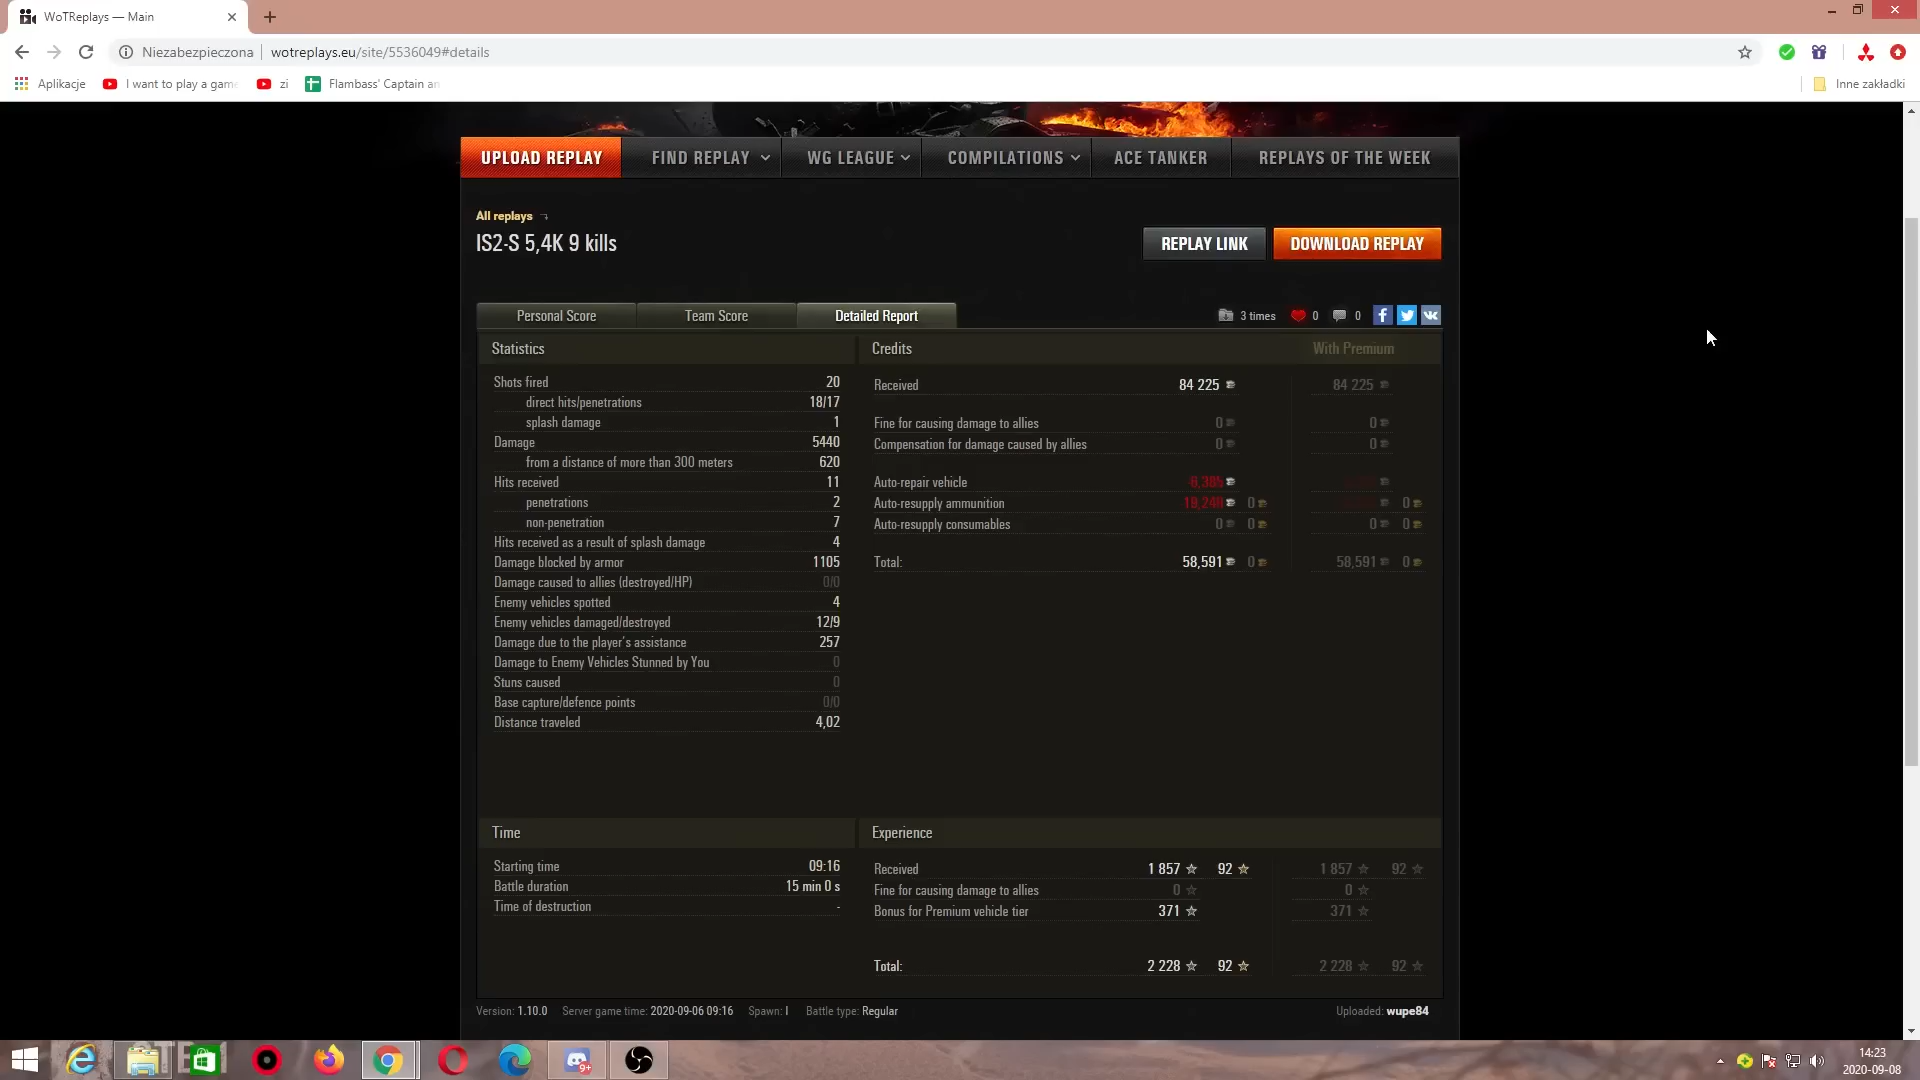 WoTReplays — Main
Niezabezpieczona wotreplays.eu/site/5536049#details
Aplikacje I want to play a game zi Flambass' Captain an Inne zakładki
UPLOAD REPLAY FIND REPLAY WG LEAGUE COMPILATIONS ACE TANKER REPLAYS OF THE WEEK
All replays
IS2-S 5,4K 9 kills
REPLAY LINK DOWNLOAD REPLAY
Personal Score Team Score Detailed Report 3 times 0 0
Statistics
Shots fired 20
direct hits/penetrations 18/17
splash damage 1
Damage 5440
from a distance of more than 300 meters 620
Hits received 11
penetrations 2
non-penetration 7
Hits received as a result of splash damage 4
Damage blocked by armor 1105
Damage caused to allies (destroyed/HP) 0/0
Enemy vehicles spotted 4
Enemy vehicles damaged/destroyed 12/9
Damage due to the player's assistance 257
Damage to Enemy Vehicles Stunned by You 0
Stuns caused 0
Base capture/defence points 0/0
Distance traveled 4,02
Credits With Premium
Received 84 225 84 225
Fine for causing damage to allies 0 0
Compensation for damage caused by allies 0 0
Auto-repair vehicle
Auto-resupply ammunition 0 0
Auto-resupply consumables 0 0 0 0
Total: 58,591 0 58,591 0
Time
Starting time 09:16
Battle duration 15 min 0 s
Time of destruction -
Experience
Received 1 857 92 1 857 92
Fine for causing damage to allies 0 0
Bonus for Premium vehicle tier 371 371
Total: 2 228 92 2 228 92
Version: 1.10.0 Server game time: 2020-09-06 09:16 Spawn: I Battle type: Regular Uploaded: wupe84
9+
14:23
2020-09-08